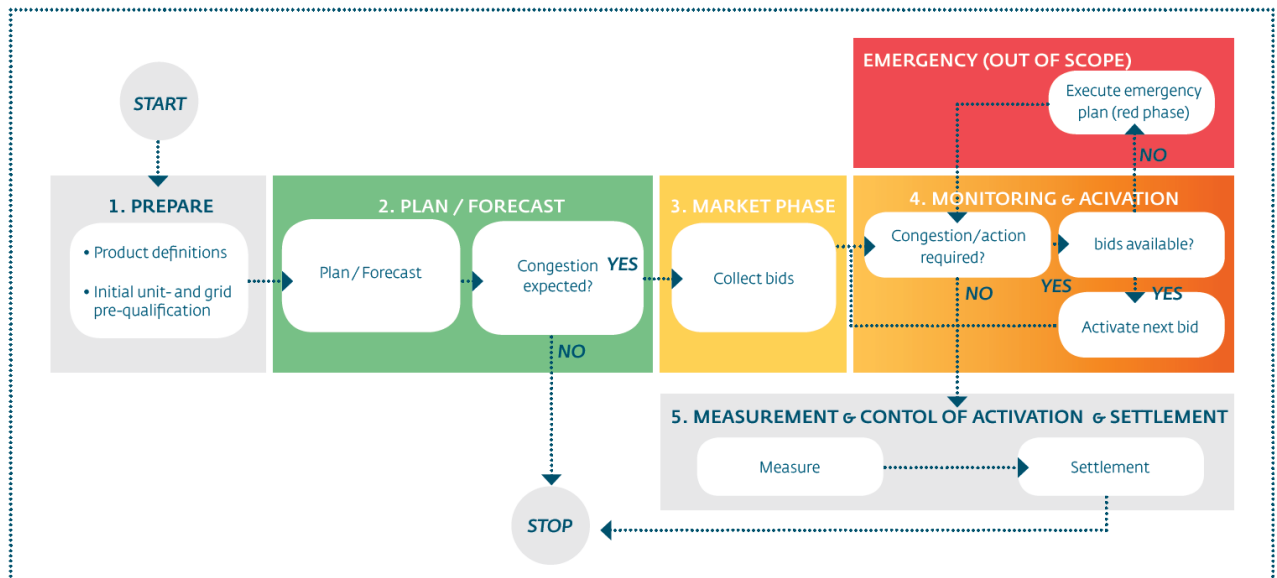 EMERGENCY (OUT OF SCOPE)
Execute emergency
plan (red phase)
NO
START
1. PREPARE
• Product definitions
• Initial unit- and grid
pre-qualification
2. PLAN / FORECAST
Plan / Forecast
Congestion
expected?
YES
NO
3. MARKET PHASE
Collect bids
4. MONITORING & ACIVATION
Congestion/action
required?
YES
NO
bids available?
YES
Activate next bid
5. MEASUREMENT & CONTOL OF ACTIVATION & SETTLEMENT
Measure
Settlement
STOP